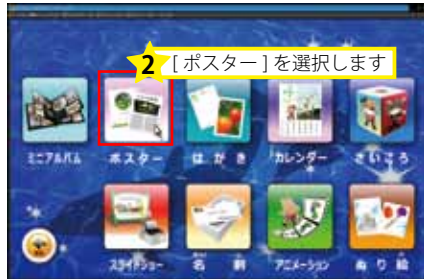 2 [ポスター]を選択します
ミニアルバム ポスター はがき カレンダー さいころ
スライドショー 名刺 アニメーション ぬり絵